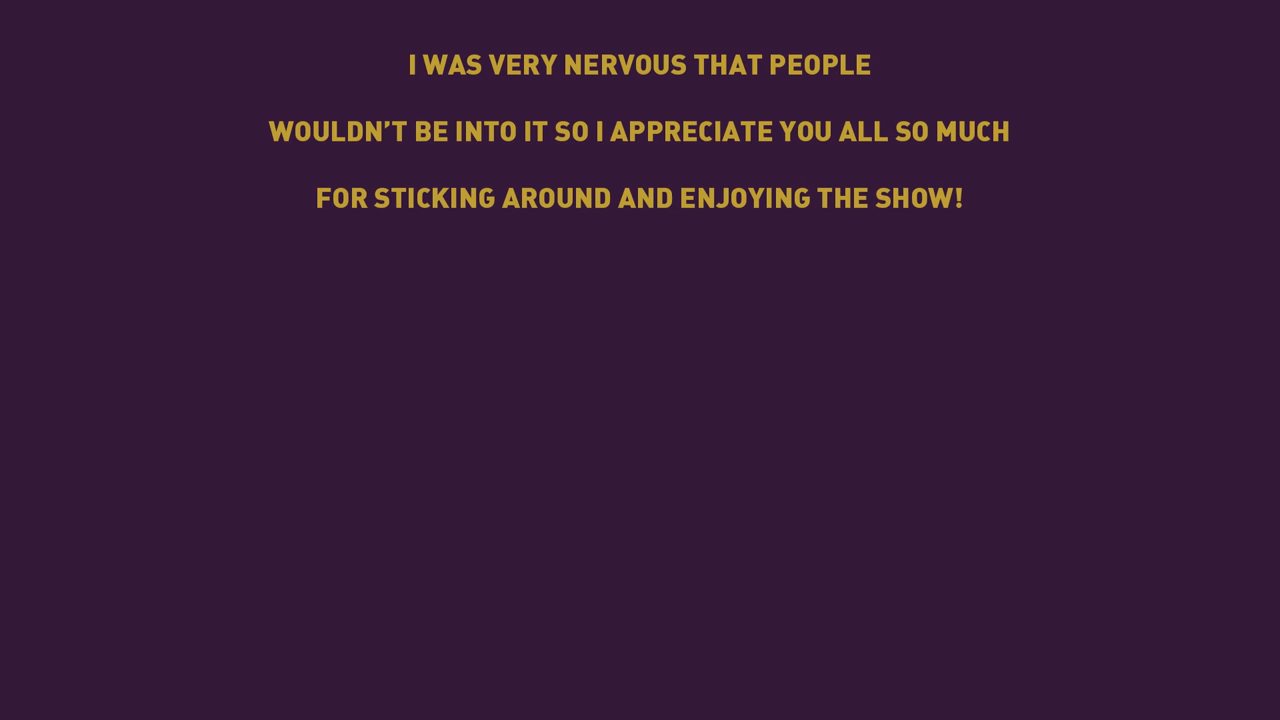 I WAS VERY NERVOUS THAT PEOPLE
WOULDN’T BE INTO IT SO I APPRECIATE YOU ALL SO MUCH
FOR STICKING AROUND AND ENJOYING THE SHOW!